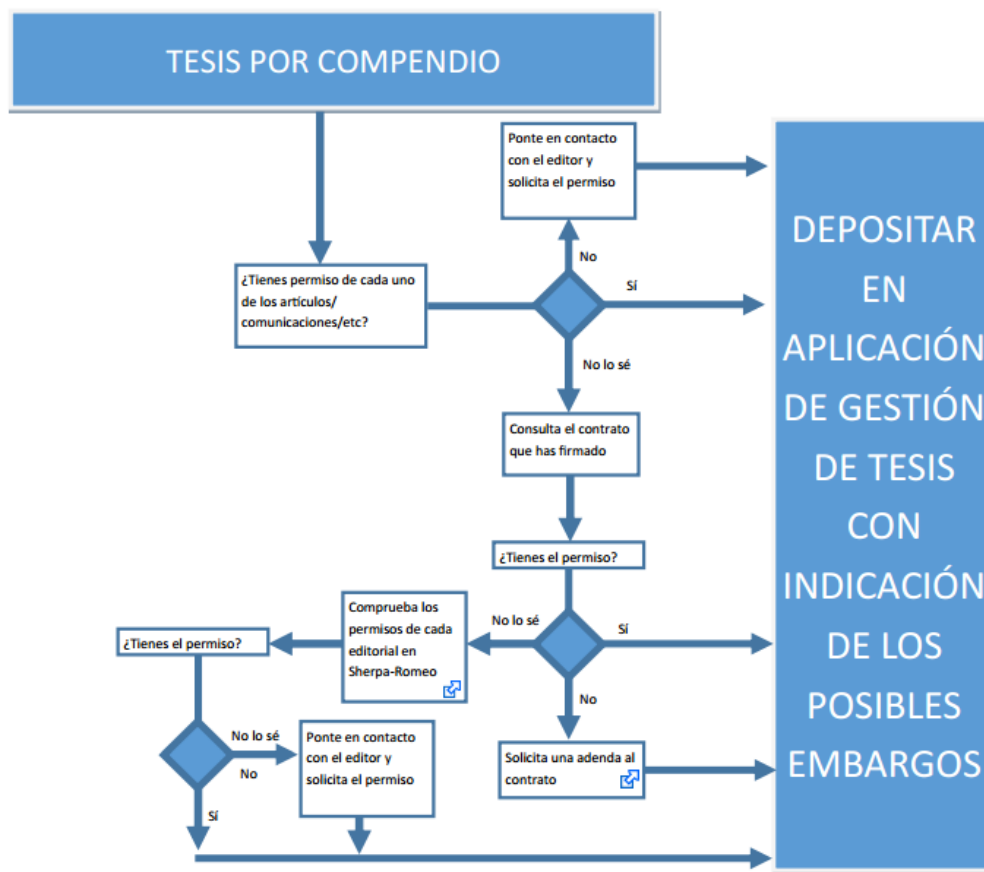 TESIS POR COMPENDIO
Ponte en contacto
con el editor y
solicita el permiso
No
¿Tienes permiso de cada uno
de los artículos/
comunicaciones/etc?
Sí
No lo sé
Consulta el contrato
que has firmado
¿Tienes el permiso?
No lo sé
Sí
No
Comprueba los
permisos de cada
editorial en
Sherpa-Romeo
¿Tienes el permiso?
No lo sé
No
Sí
Ponte en contacto
con el editor y
solicita el permiso
Solicita una adenda al
contrato
DEPOSITAR
EN
APLICACIÓN
DE GESTIÓN
DE TESIS
CON
INDICACIÓN
DE LOS
POSIBLES
EMBARGOS